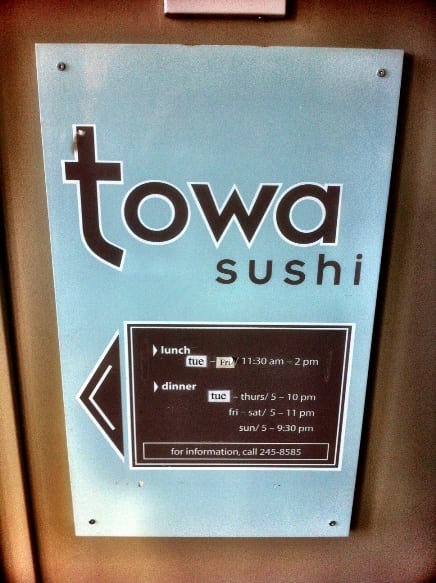 towa
sushi
lunch
tue – Fri / 11:30 am – 2 pm
dinner
tue – thurs/ 5 – 10 pm
fri – sat/ 5 – 11 pm
sun/ 5 – 9:30 pm
for information, call 245-8585